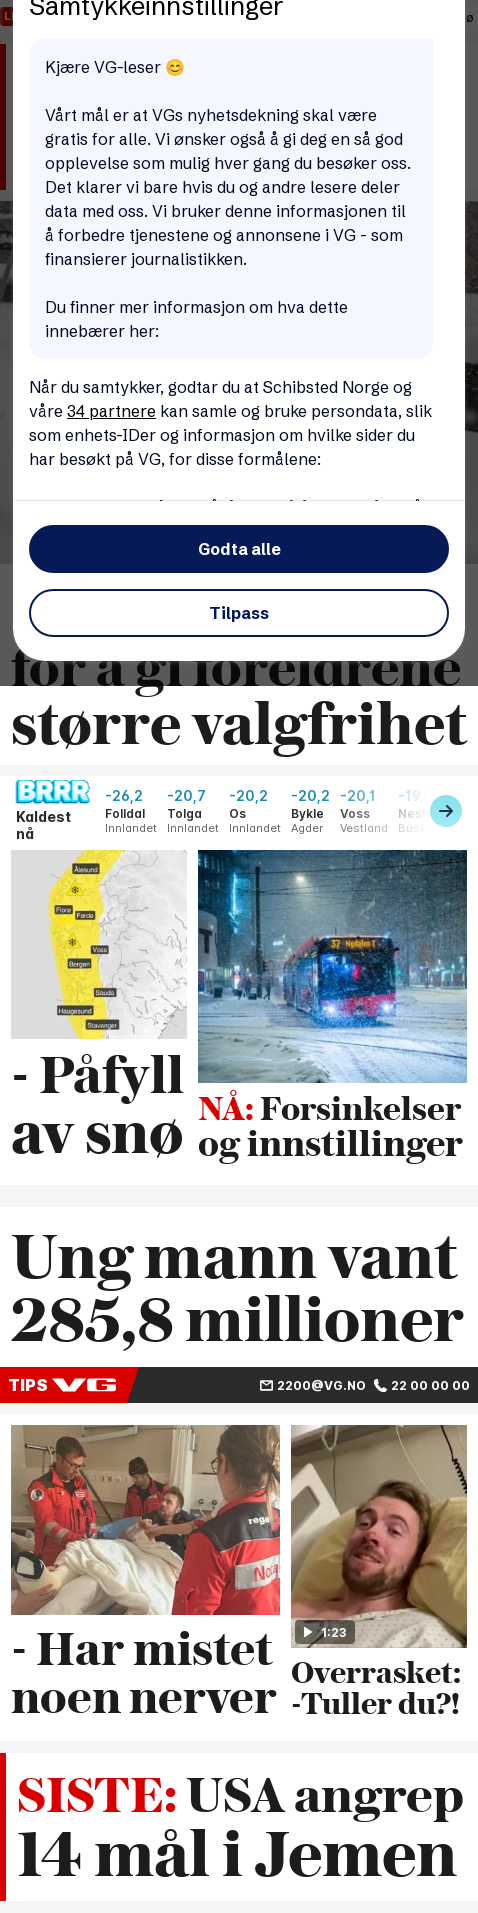 Samtykkeinnstillinger
Kjære VG-leser 😊
Vårt mål er at VGs nyhetsdekning skal være
gratis for alle. Vi ønsker også å gi deg en så god
opplevelse som mulig hver gang du besøker oss.
Det klarer vi bare hvis du og andre lesere deler
data med oss. Vi bruker denne informasjonen til
å forbedre tjenestene og annonsene i VG - som
finansierer journalistikken.
Du finner mer informasjon om hva dette
innebærer her:
Når du samtykker, godtar du at Schibsted Norge og
våre 34 partnere kan samle og bruke persondata, slik
som enhets-IDer og informasjon om hvilke sider du
har besøkt på VG, for disse formålene:
Godta alle
Tilpass
for å gi foreldrene
større valgfrihet
BRRR
Kaldest
nå
-26,2
Folldal
Innlandet
-20,7
Tolga
Innlandet
-20,2
Os
Innlandet
-20,2
Bykle
Agder
-20,1
Voss
Vestland
Ålesund
Florø
Førde
Voss
Bergen
Sauda
Haugesund
Stavanger
37 Nydalen T
- Påfyll
av snø
NÅ: Forsinkelser
og innstillinger
Ung mann vant
285,8 millioner
TIPS VG
2200@VG.NO
22 00 00 00
rega
1:23
- Har mistet
noen nerver
Overrasket:
-Tuller du?!
SISTE: USA angrep
14 mål i Jemen